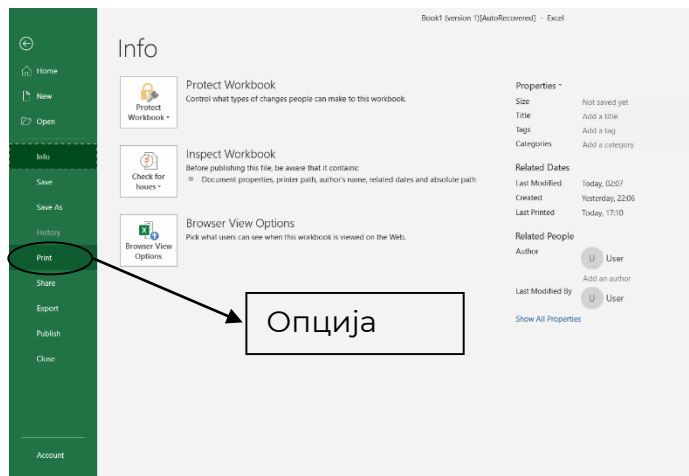 Book1 (version 1)[AutoRecovered] - Excel
Info
Home
New
Open
Info
Save
Save As
History
Print
Share
Export
Publish
Close
Account
Protect Workbook
Protect Workbook
Control what types of changes people can make to this workbook.
Check for Issues
Inspect Workbook
Before publishing this file, be aware that it contains:
Document properties, printer path, author's name, related dates and absolute path
Browser View Options
Browser View Options
Pick what users can see when this workbook is viewed on the Web.
Опција
Properties
Size Not saved yet
Title Add a title
Tags Add a tag
Categories Add a category
Related Dates
Last Modified Today, 02:07
Created Yesterday, 22:06
Last Printed Today, 17:10
Related People
Author U User
Add an author
Last Modified By U User
Show All Properties